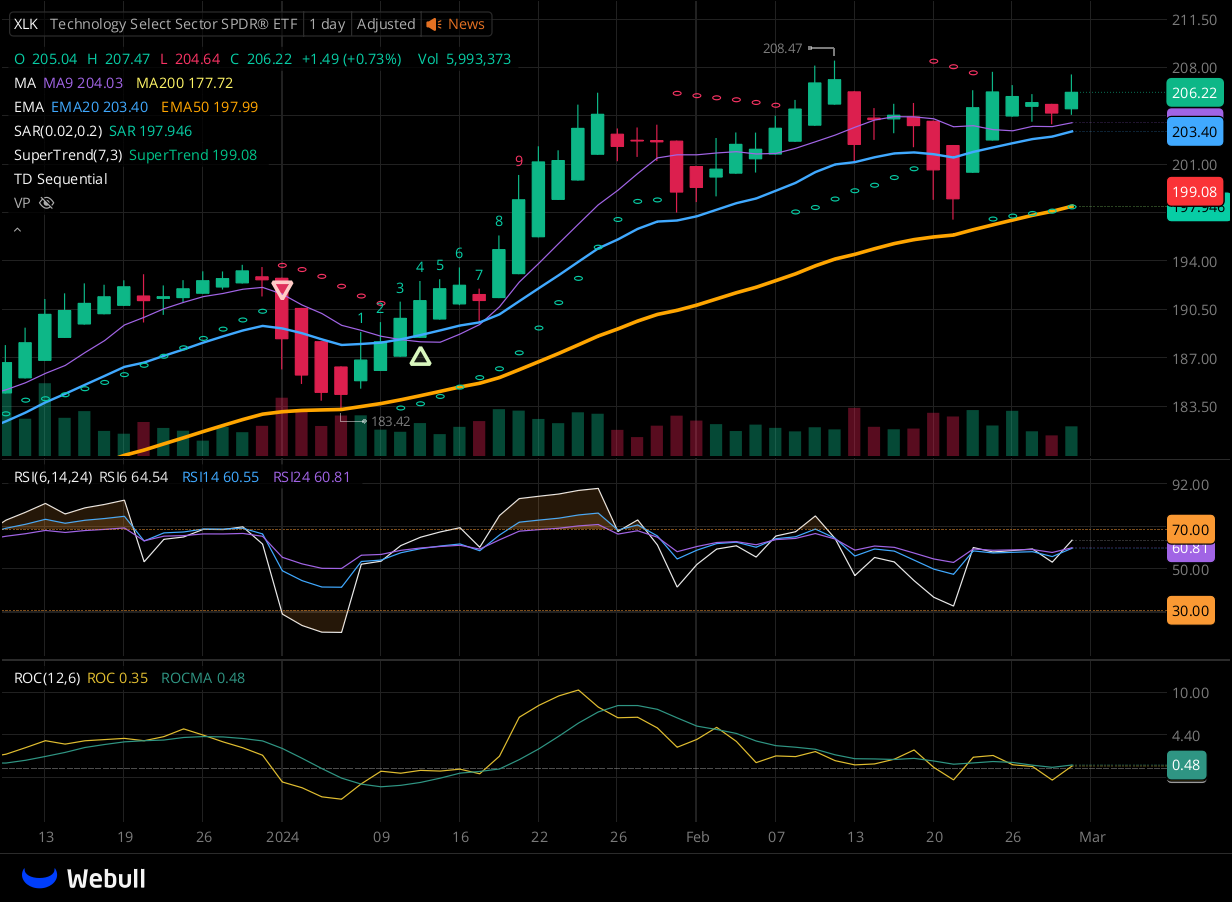 XLK Technology Select Sector SPDR® ETF 1 day Adjusted News
O 205.04 H 207.47 L 204.64 C 206.22 +1.49 (+0.73%) Vol 5,993,373
MA MA9 204.03 MA200 177.72
EMA EMA20 203.40 EMA50 197.99
SAR(0.02,0.2) SAR 197.946
SuperTrend(7,3) SuperTrend 199.08
TD Sequential
VP
211.50
208.47
208.00
206.22
203.40
201.00
199.08
197.946
194.00
190.50
187.00
183.50
1 2 3 4 5 6 7 8 9
183.42
RSI(6,14,24) RSI6 64.54 RSI14 60.55 RSI24 60.81
92.00
70.00
60.81
50.00
30.00
ROC(12,6) ROC 0.35 ROCMA 0.48
10.00
4.40
0.48
13 19 26 2024 09 16 22 26 Feb 07 13 20 26 Mar
Webull